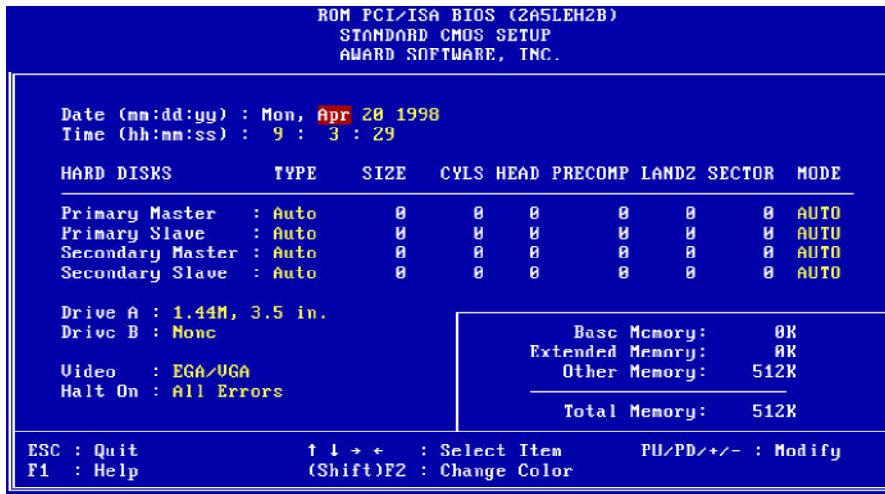 ROM PCI/ISA BIOS (2A5LEH2B)
STANDARD CMOS SETUP
AWARD SOFTWARE, INC.
Date (mm:dd:yy) : Mon, Apr 20 1998
Time (hh:mm:ss) : 9 : 3 : 29
HARD DISKS TYPE SIZE CYLS HEAD PRECOMP LANDZ SECTOR MODE
Primary Master : Auto 0 0 0 0 0 0 AUTO
Primary Slave : Auto 0 0 0 0 0 0 AUTO
Secondary Master : Auto 0 0 0 0 0 0 AUTO
Secondary Slave : Auto 0 0 0 0 0 0 AUTO
Drive A : 1.44M, 3.5 in.
Drive B : None
Video : EGA/VGA
Halt On : All Errors
Base Memory: 0K
Extended Memory: 0K
Other Memory: 512K
Total Memory: 512K
ESC : Quit ↑ ↓ → ← : Select Item PU/PD/+/- : Modify
F1 : Help (Shift)F2 : Change Color